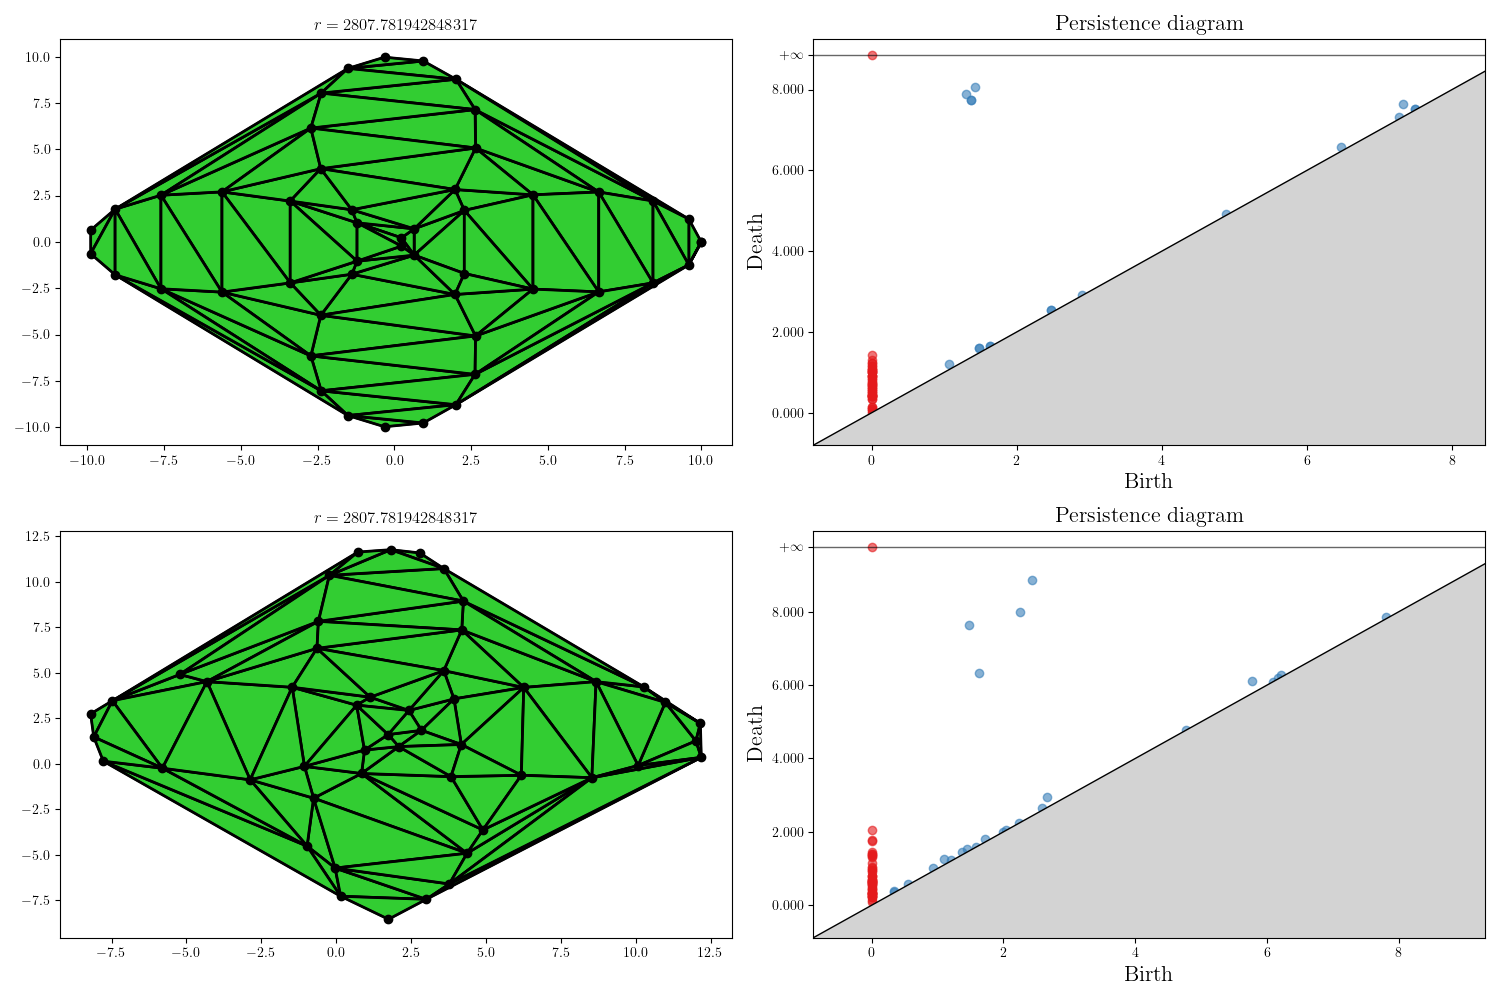 r = 2807.781942848317
10.0
7.5
5.0
2.5
0.0
−2.5
−5.0
−7.5
−10.0
−10.0 −7.5 −5.0 −2.5 0.0 2.5 5.0 7.5 10.0
Persistence diagram
+∞
8.000
6.000
4.000
2.000
0.000
Death
0 2 4 6 8
Birth
r = 2807.781942848317
12.5
10.0
7.5
5.0
2.5
0.0
−2.5
−5.0
−7.5
−7.5 −5.0 −2.5 0.0 2.5 5.0 7.5 10.0 12.5
Persistence diagram
+∞
8.000
6.000
4.000
2.000
0.000
Death
0 2 4 6 8
Birth